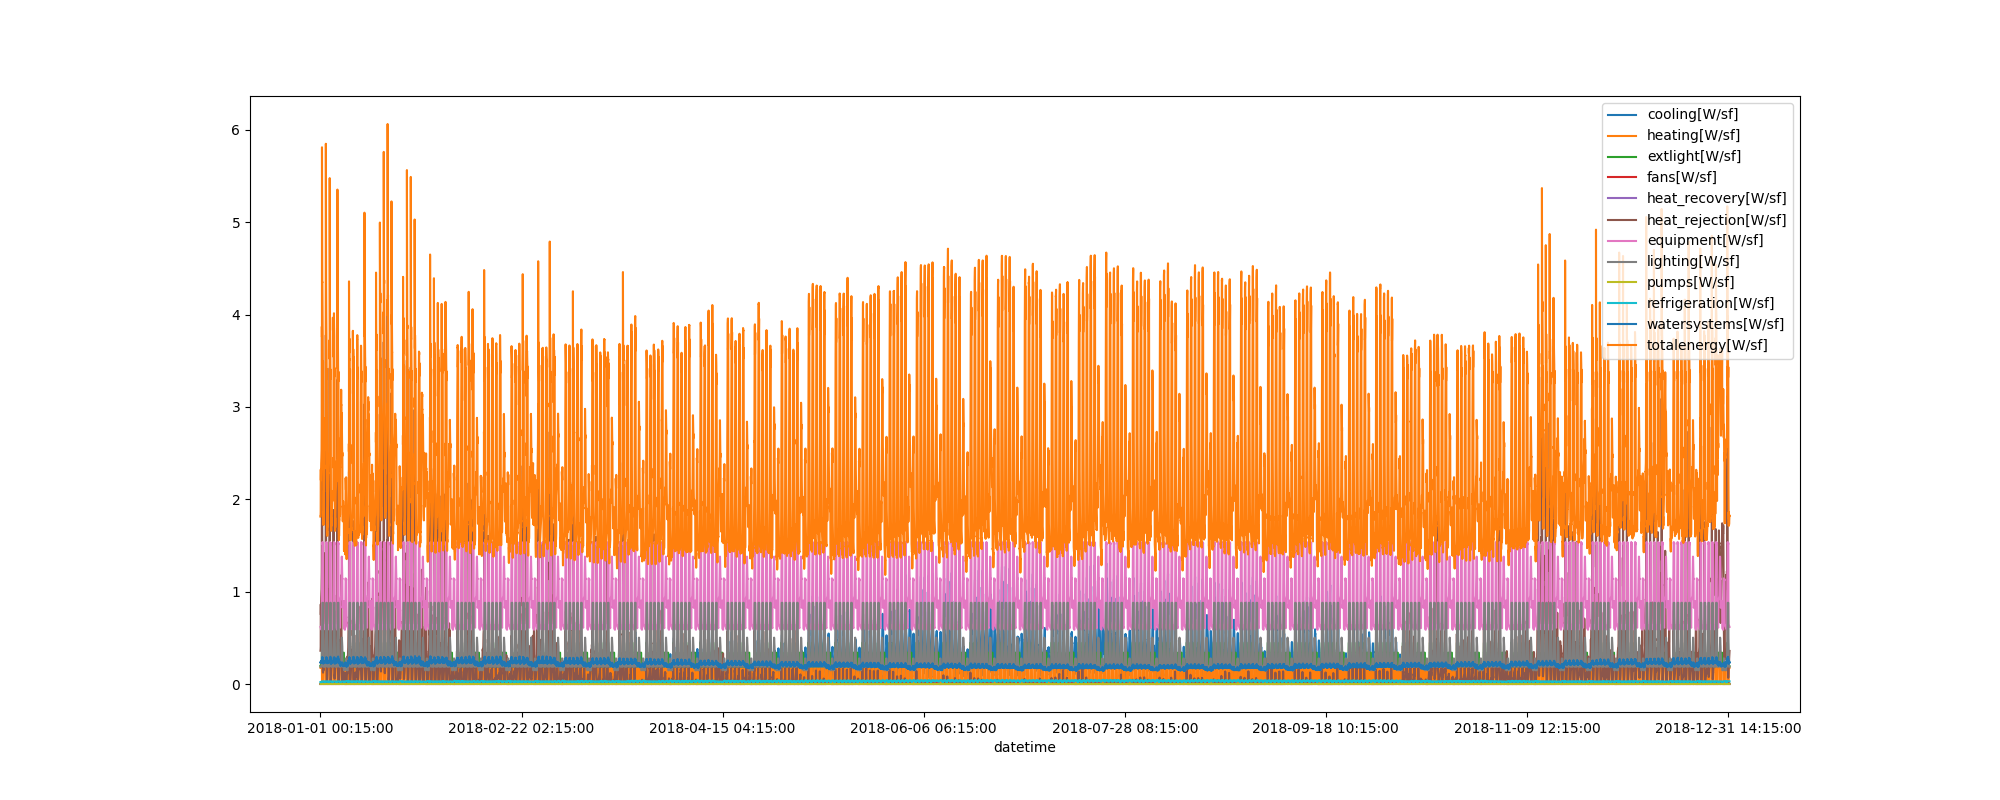 6
5
4
3
2
1
0
cooling[W/sf]
heating[W/sf]
extlight[W/sf]
fans[W/sf]
heat_recovery[W/sf]
heat_rejection[W/sf]
equipment[W/sf]
lighting[W/sf]
pumps[W/sf]
refrigeration[W/sf]
watersystems[W/sf]
totalenergy[W/sf]
2018-01-01 00:15:00 2018-02-22 02:15:00 2018-04-15 04:15:00 2018-06-06 06:15:00 2018-07-28 08:15:00 2018-09-18 10:15:00 2018-11-09 12:15:00 2018-12-31 14:15:00
datetime